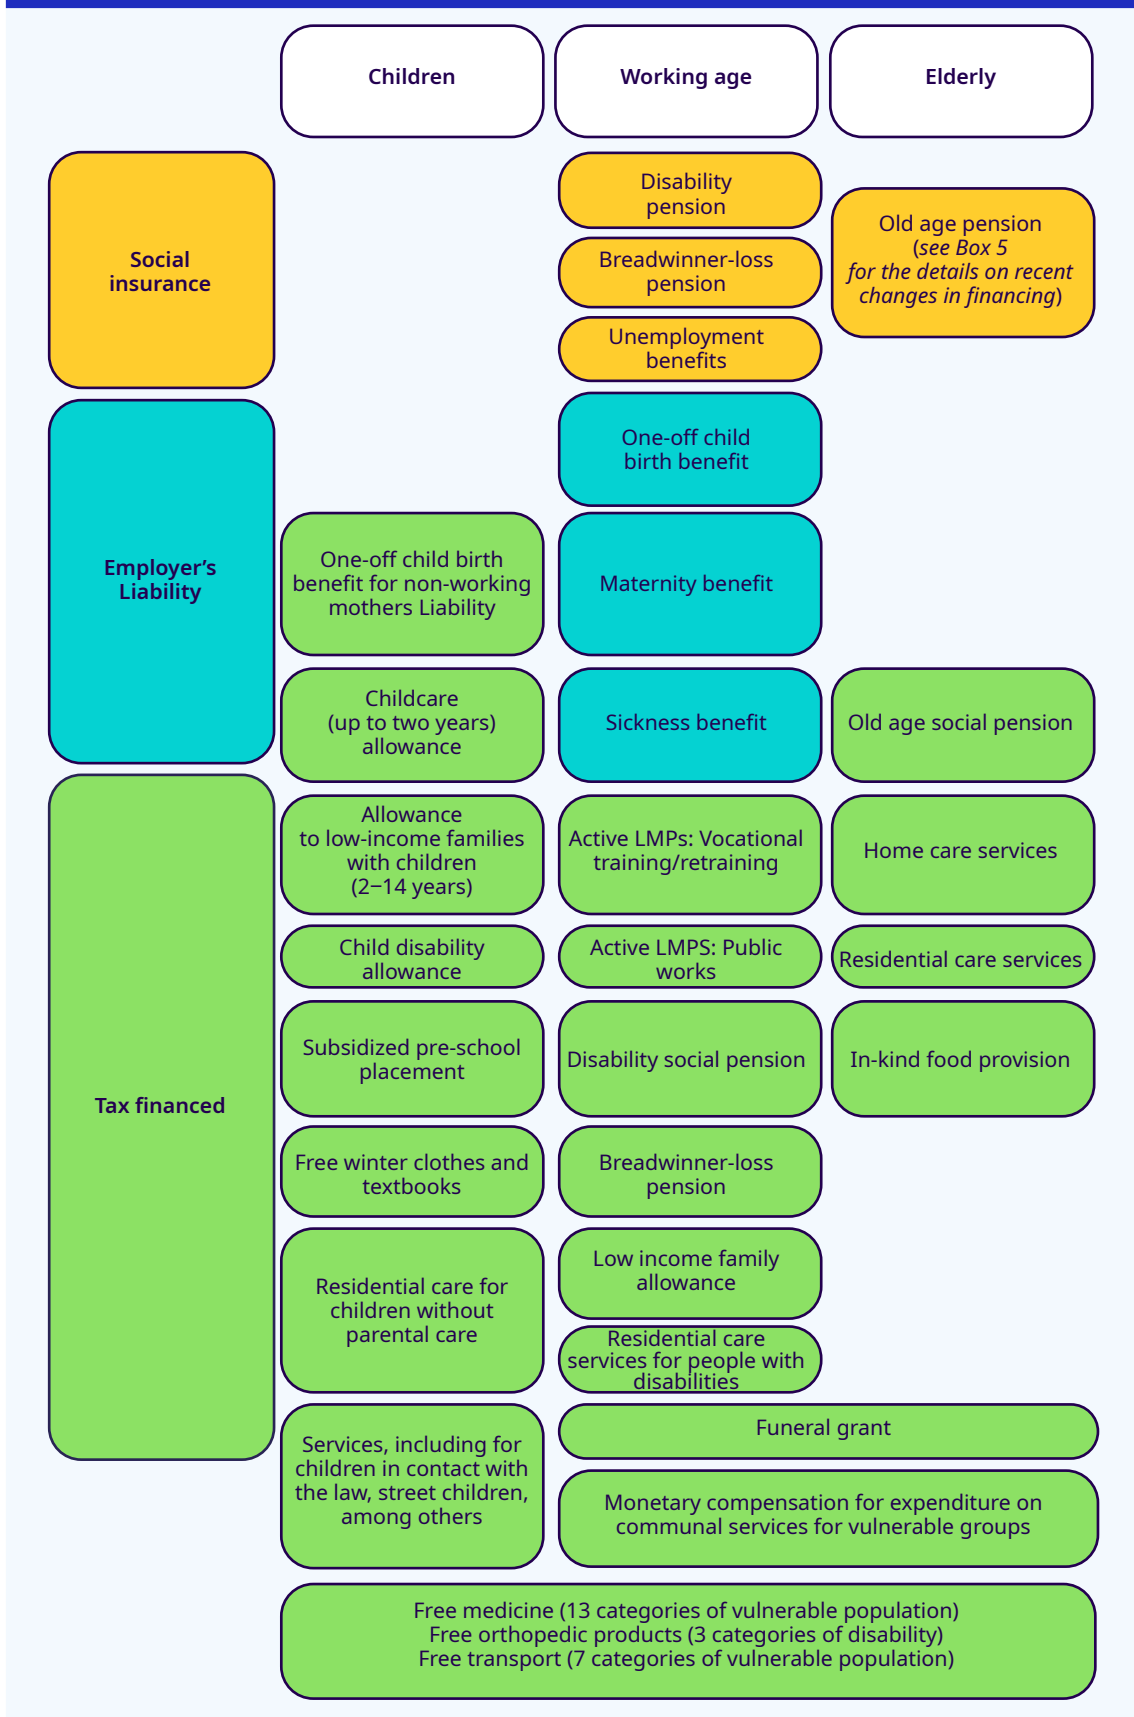 Children
Working age
Elderly
Social
insurance
Disability
pension
Breadwinner-loss
pension
Unemployment
benefits
Old age pension
(see Box 5
for the details on recent
changes in financing)
Employer’s
Liability
One-off child
birth benefit
One-off child birth
benefit for non-working
mothers Liability
Maternity benefit
Childcare
(up to two years)
allowance
Sickness benefit
Old age social pension
Tax financed
Allowance
to low-income families
with children
(2–14 years)
Active LMPs: Vocational
training/retraining
Home care services
Child disability
allowance
Active LMPS: Public
works
Residential care services
Subsidized pre-school
placement
Disability social pension
In-kind food provision
Free winter clothes and
textbooks
Breadwinner-loss
pension
Residential care for
children without
parental care
Low income family
allowance
Residential care
services for people with
disabilities
Services, including for
children in contact with
the law, street children,
among others
Funeral grant
Monetary compensation for expenditure on
communal services for vulnerable groups
Free medicine (13 categories of vulnerable population)
Free orthopedic products (3 categories of disability)
Free transport (7 categories of vulnerable population)